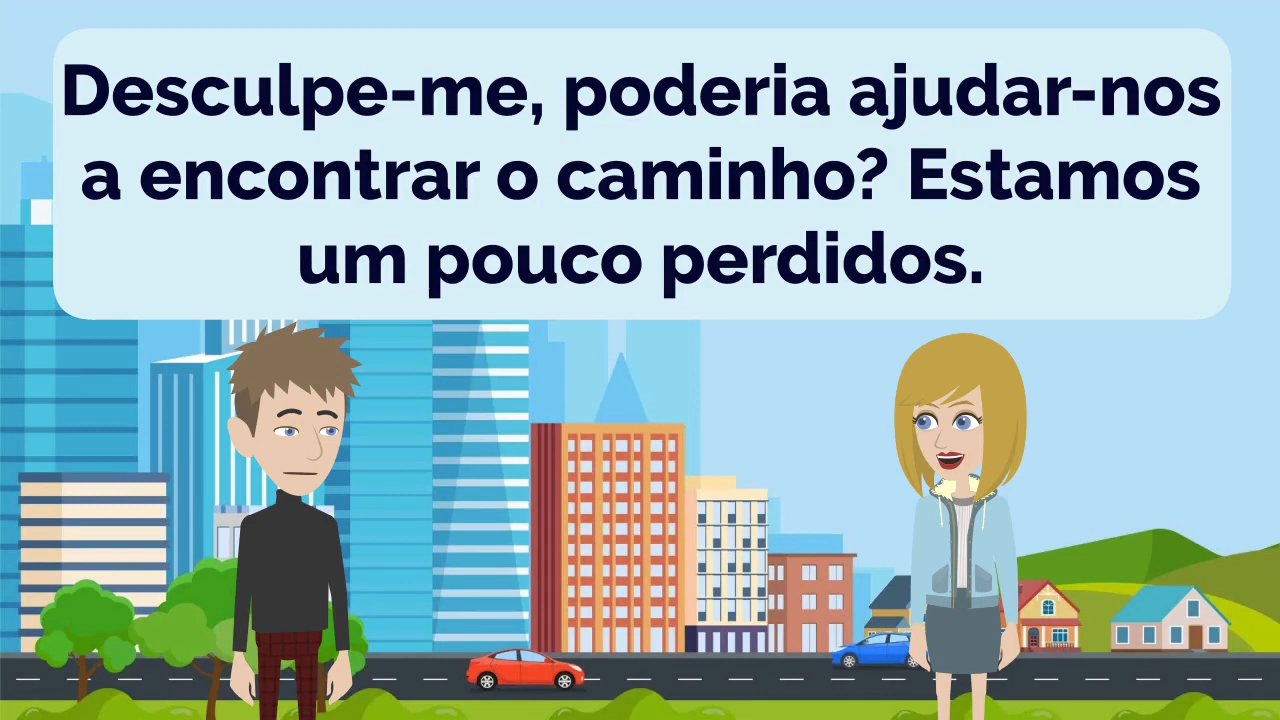 Desculpe-me, poderia ajudar-nos
a encontrar o caminho? Estamos
um pouco perdidos.